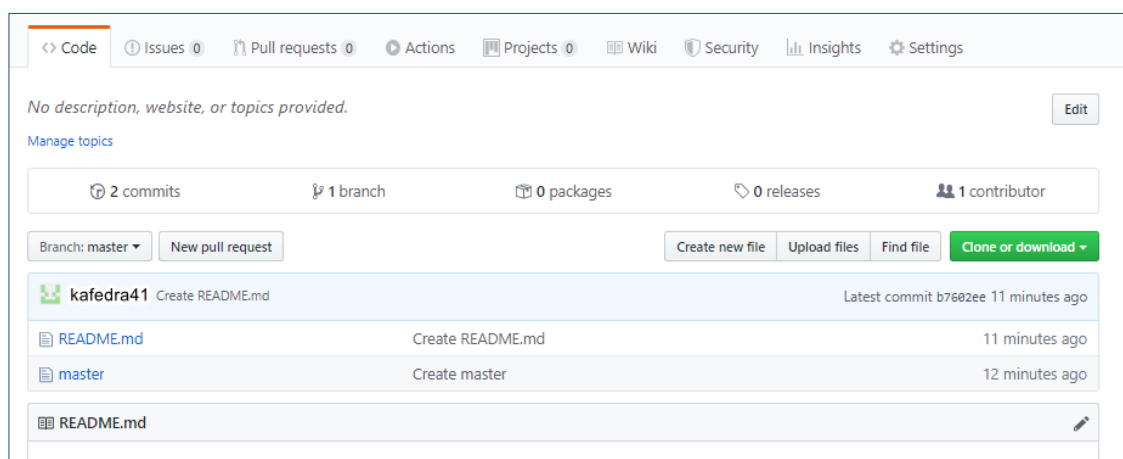 Code Issues 0 Pull requests 0 Actions Projects 0 Wiki Security Insights Settings
No description, website, or topics provided. Edit
Manage topics
2 commits 1 branch 0 packages 0 releases 1 contributor
Branch: master New pull request Create new file Upload files Find file Clone or download
kafedra41 Create README.md Latest commit b7602ee 11 minutes ago
README.md Create README.md 11 minutes ago
master Create master 12 minutes ago
README.md